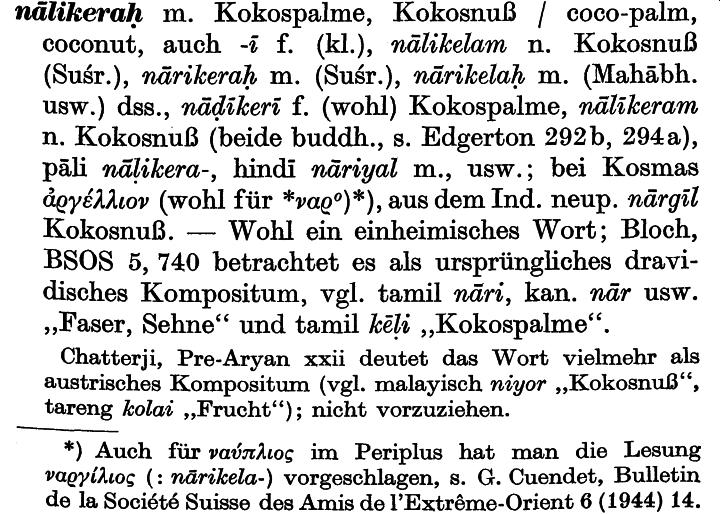 nālikeraḥ m. Kokospalme, Kokosnuß / coco-palm,
coconut, auch -ī f. (kl.), nālikelam n. Kokosnuß
(Suśr.), nārikeraḥ m. (Suśr.), nārikelaḥ m. (Mahābh.
usw.) dss., nāḍīkerī f. (wohl) Kokospalme, nālīkeram
n. Kokosnuß (beide buddh., s. Edgerton 292b, 294a),
pāli nāḷikera-, hindī nāriyal m., usw.; bei Kosmas
ἀργέλλιον (wohl für *ναρº)*), aus dem Ind. neup. nārgīl
Kokosnuß. — Wohl ein einheimisches Wort; Bloch,
BSOS 5, 740 betrachtet es als ursprüngliches dravi-
disches Kompositum, vgl. tamil nāri, kan. nār usw.
„Faser, Sehne“ und tamil kēḷi „Kokospalme“.
Chatterji, Pre-Aryan xxii deutet das Wort vielmehr als
austrisches Kompositum (vgl. malayisch niyor „Kokosnuß“,
tareng kolai „Frucht“); nicht vorzuziehen.
*) Auch für ναύπλιος im Periplus hat man die Lesung
ναργίλιος (: nārikela-) vorgeschlagen, s. G. Cuendet, Bulletin
de la Société Suisse des Amis de l'Extrême-Orient 6 (1944) 14.